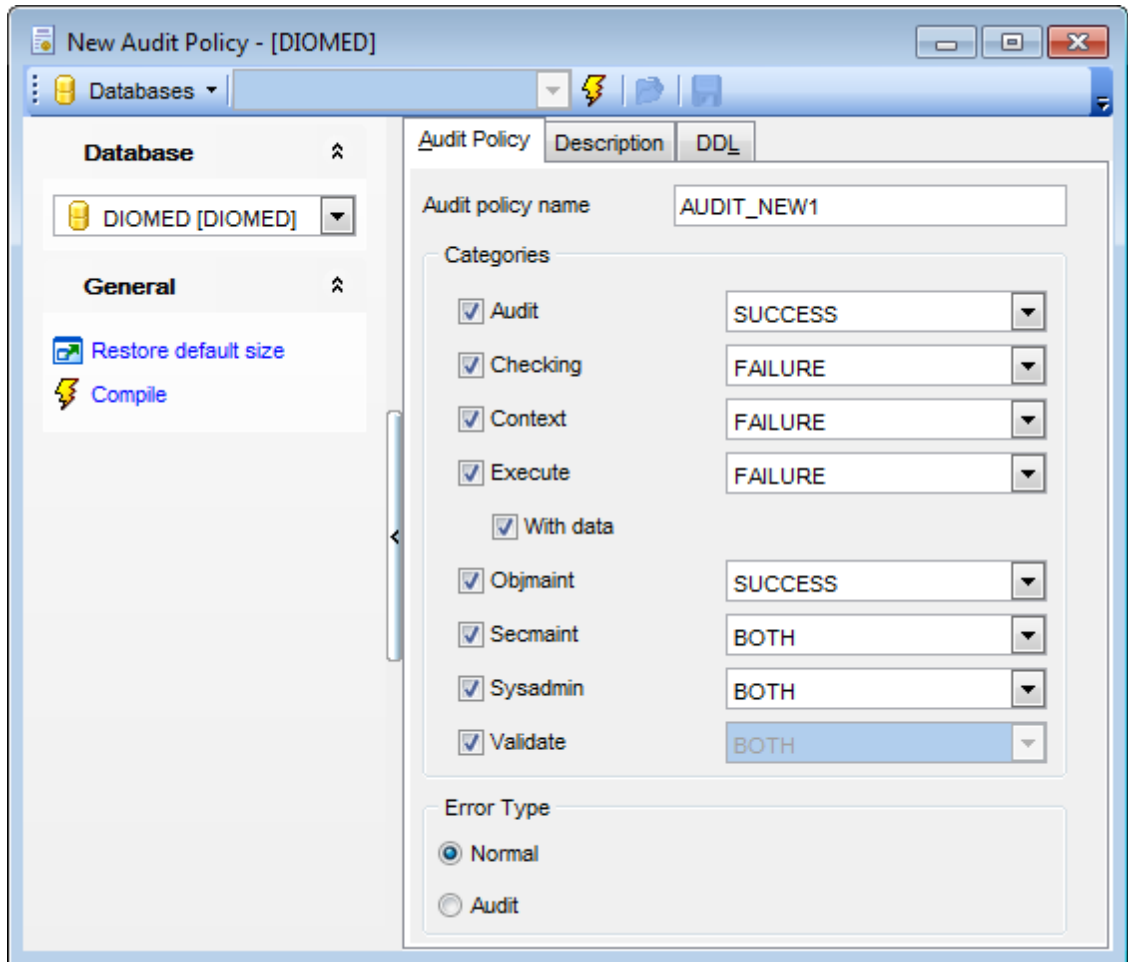 New Audit Policy - [DIOMED]
Databases
Database
DIOMED [DIOMED]
General
Restore default size
Compile
Audit Policy
Description
DDL
Audit policy name
AUDIT_NEW1
Categories
Audit
SUCCESS
Checking
FAILURE
Context
FAILURE
Execute
FAILURE
With data
Objmaint
SUCCESS
Secmaint
BOTH
Sysadmin
BOTH
Validate
BOTH
Error Type
Normal
Audit